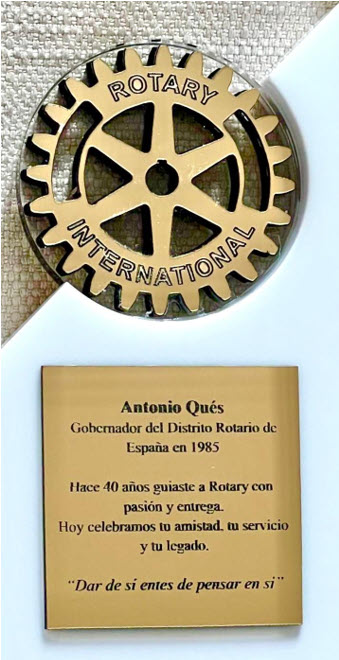 ROTARY
INTERNATIONAL
Antonio Qués
Gobernador del Distrito Rotario de
España en 1985
Hace 40 años guiaste a Rotary con
pasión y entrega.
Hoy celebramos tu amistad, tu servicio
y tu legado.
“Dar de sí entes de pensar en si”